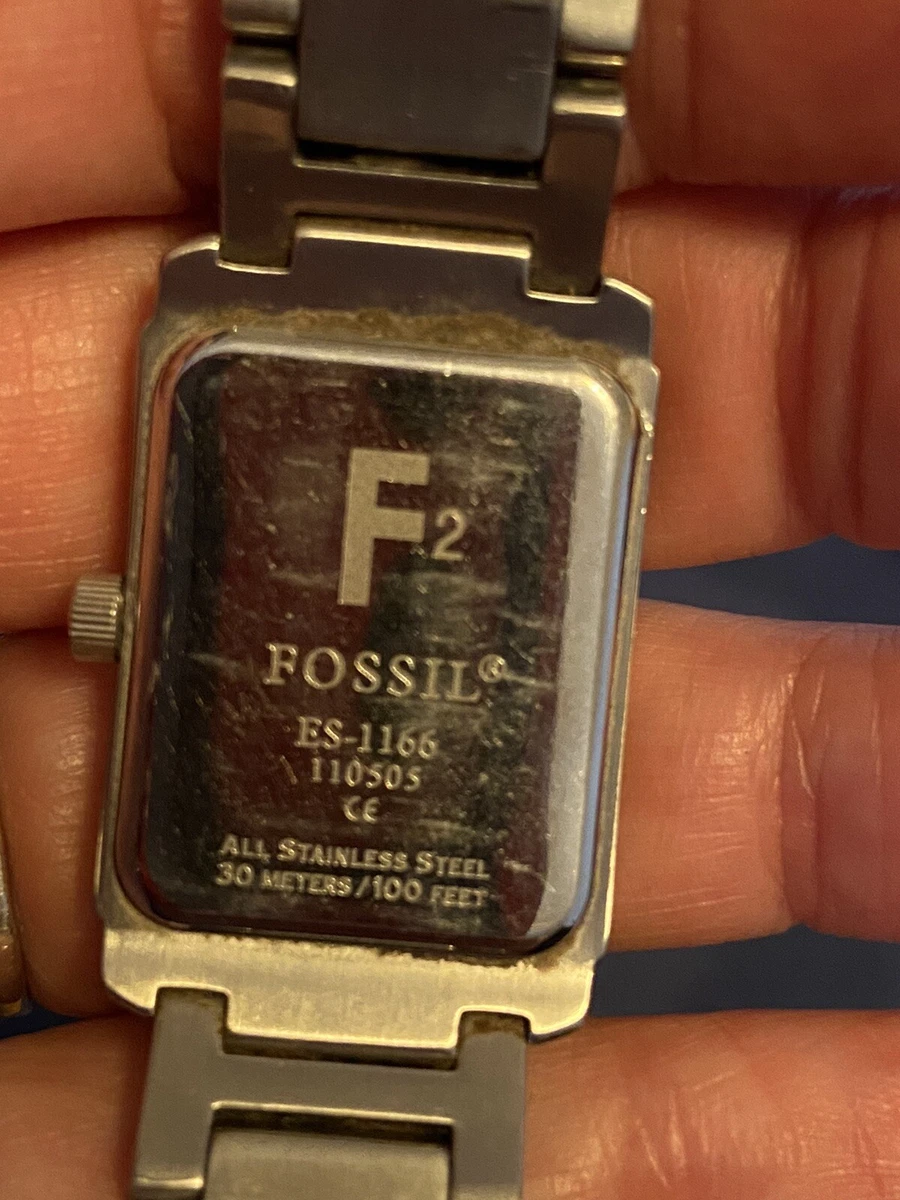 F2
FOSSIL®
ES-1166
110505
CE
ALL STAINLESS STEEL
30 METERS/100 FEET